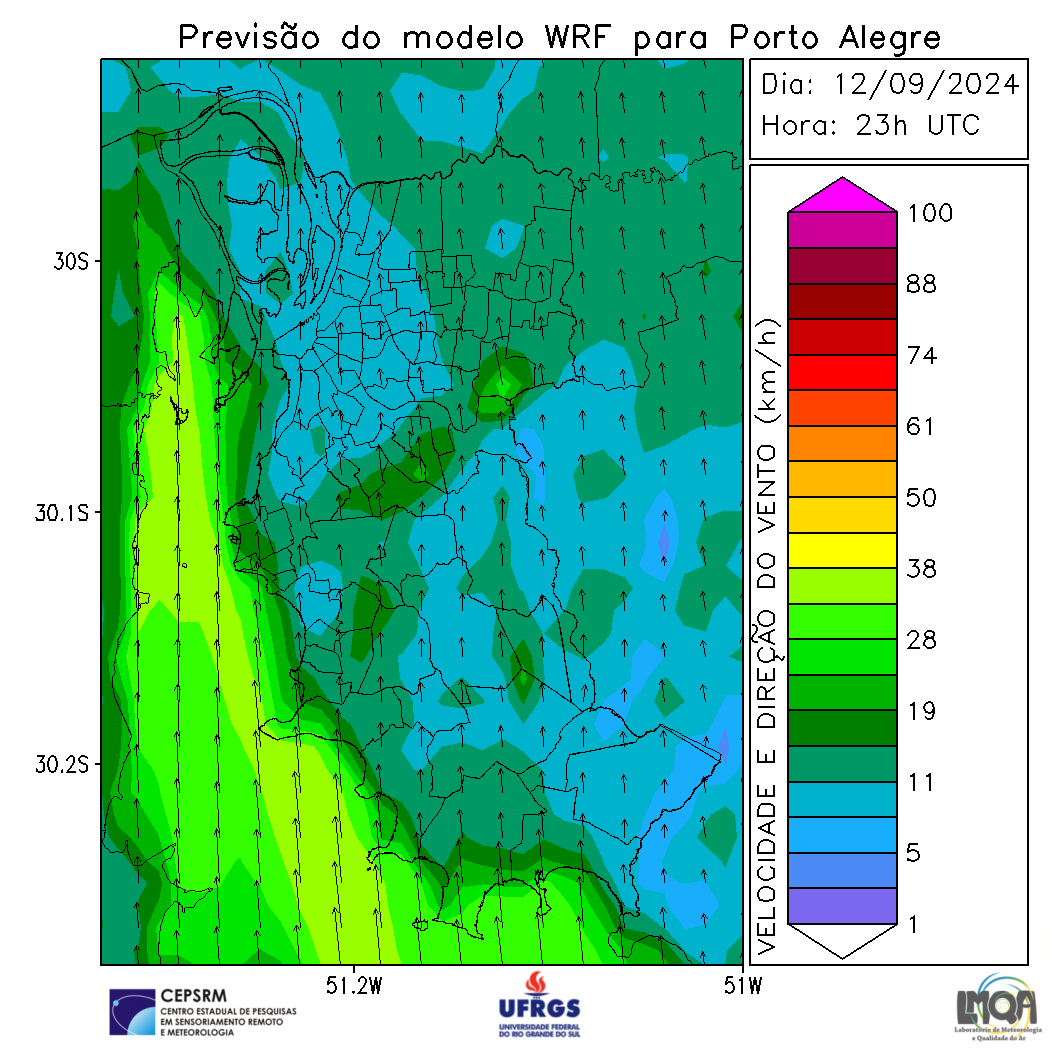 Previsão do modelo WRF para Porto Alegre
Dia: 12/09/2024
Hora: 23h UTC
30S
30.1S
30.2S
51.2W
51W
VELOCIDADE E DIREÇÃO DO VENTO (km/h)
100
88
74
61
50
38
28
19
11
5
1
CEPSRM
CENTRO ESTADUAL DE PESQUISAS
EM SENSORIAMENTO REMOTO
E METEOROLOGIA
UFRGS
UNIVERSIDADE FEDERAL
DO RIO GRANDE DO SUL
LMQA
Laboratório de Meteorologia
e Qualidade do Ar